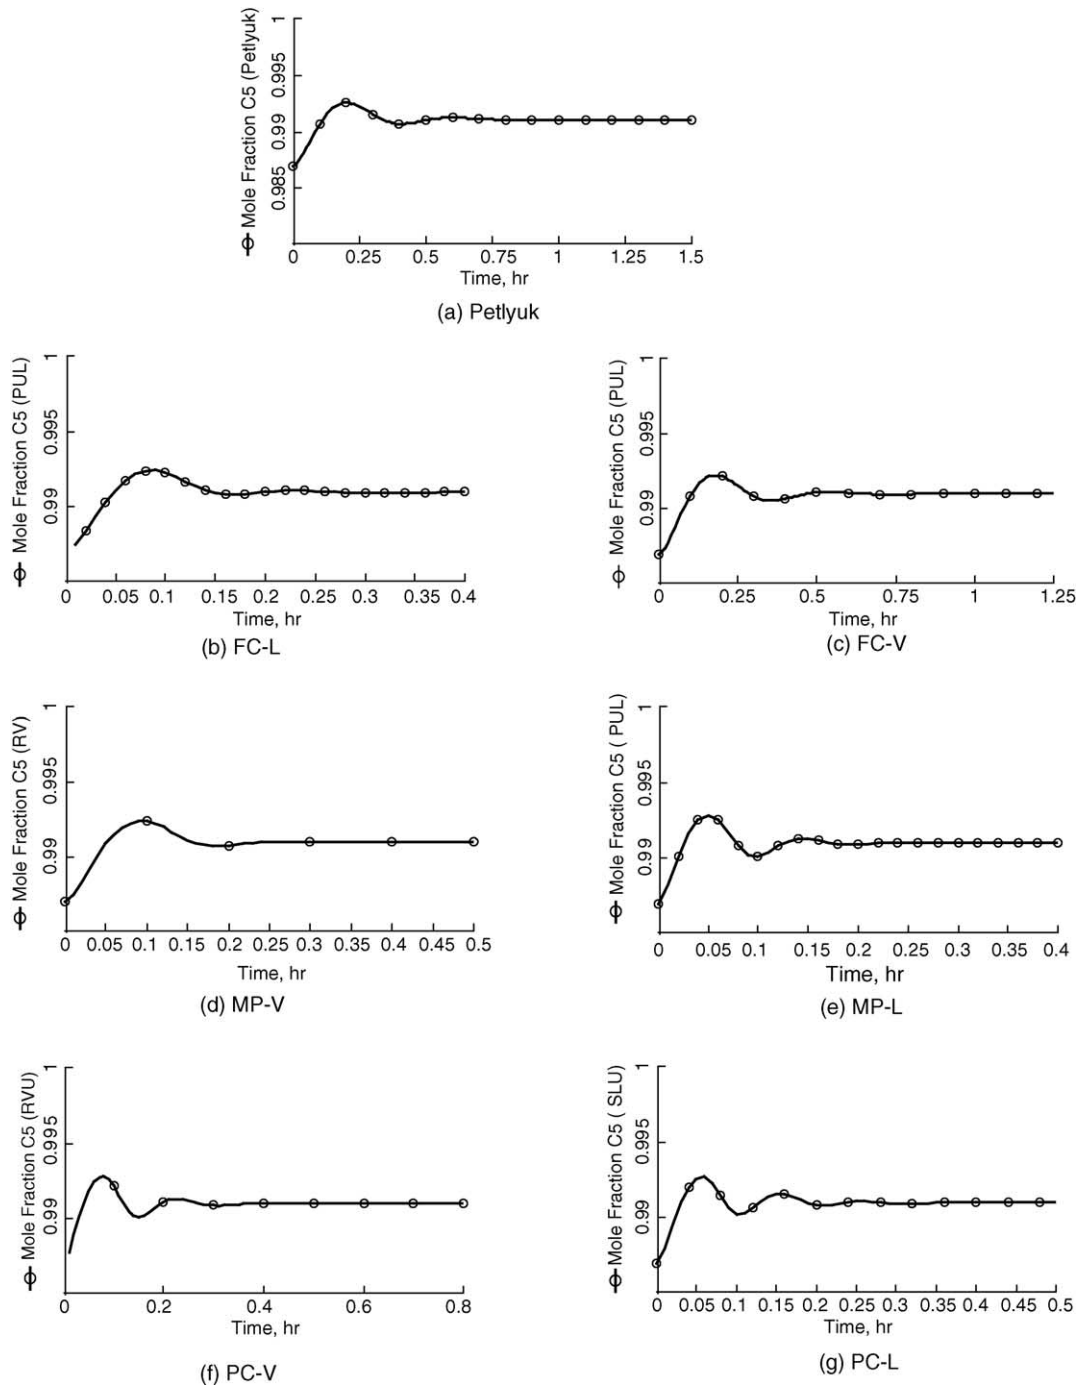 Mole Fraction C5 (Petlyuk)
0.985 0.99 0.995 1
0 0.25 0.5 0.75 1 1.25 1.5
Time, hr
(a) Petlyuk
Mole Fraction C5 (PUL)
0.99 0.995 1
0 0.05 0.1 0.15 0.2 0.25 0.3 0.35 0.4
Time, hr
(b) FC-L
Mole Fraction C5 (PUL)
0.99 0.995 1
0 0.25 0.5 0.75 1 1.25
Time, hr
(c) FC-V
Mole Fraction C5 (RV)
0.99 0.995 1
0 0.05 0.1 0.15 0.2 0.25 0.3 0.35 0.4 0.45 0.5
Time, hr
(d) MP-V
Mole Fraction C5 ( PUL)
0.99 0.995 1
0 0.05 0.1 0.15 0.2 0.25 0.3 0.35 0.4
Time, hr
(e) MP-L
Mole Fraction C5 (RVU)
0.99 0.995 1
0 0.2 0.4 0.6 0.8
Time, hr
(f) PC-V
Mole Fraction C5 ( SLU)
0.99 0.995 1
0 0.05 0.1 0.15 0.2 0.25 0.3 0.35 0.4 0.45 0.5
Time, hr
(g) PC-L